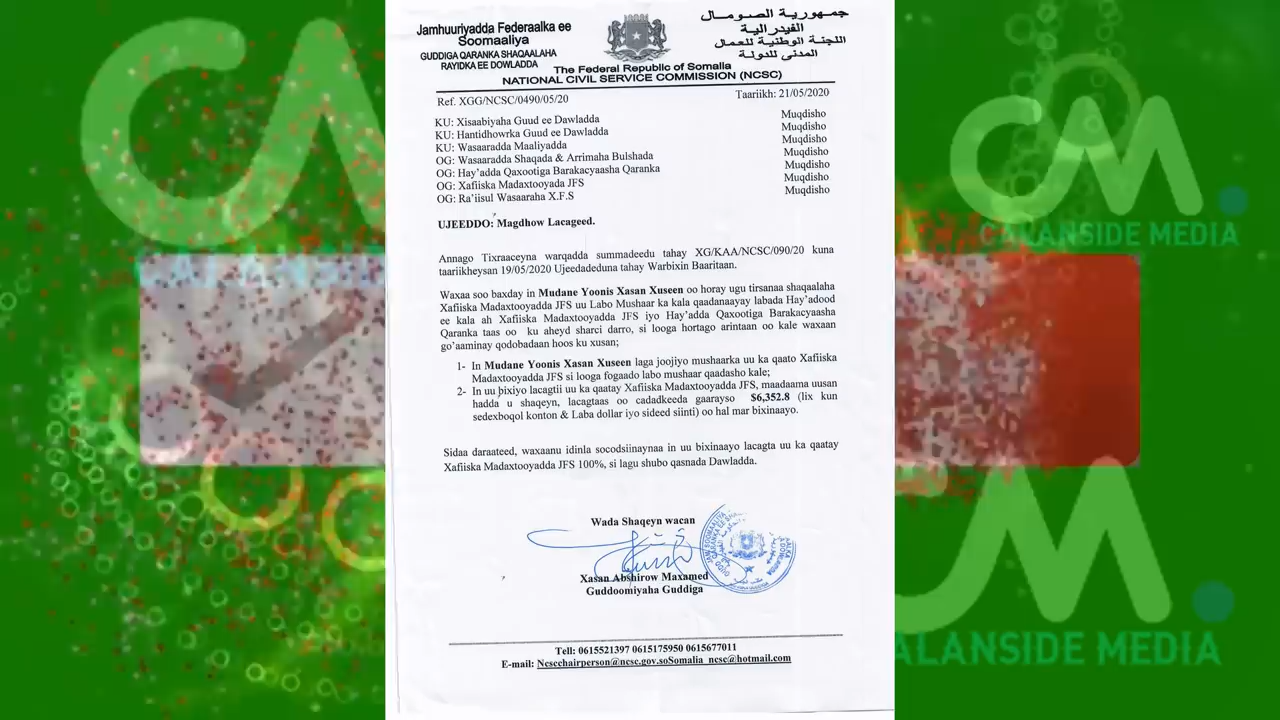 Jamhuuriyadda Federaalka ee
Soomaaliya
GUDDIGA QARANKA SHAQAALAHA
RAYIDKA EE DOWLADDA
جمهورية الصومال
الفيدرالية
اللجنة الوطنية للعمال
المدنى للدولة
The Federal Republic of Somalia
NATIONAL CIVIL SERVICE COMMISSION (NCSC)
Ref. XGG/NCSC/0490/05/20 Taariikh: 21/05/2020
KU: Xisaabiyaha Guud ee Dawladda Muqdisho
KU: Hantidhowrka Guud ee Dawladda Muqdisho
KU: Wasaaradda Maaliyadda Muqdisho
OG: Wasaaradda Shaqada & Arrimaha Bulshada Muqdisho
OG: Hay'adda Qaxootiga Barakacyaasha Qaranka Muqdisho
OG: Xafiiska Madaxtooyada JFS Muqdisho
OG: Ra'iisul Wasaaraha X.F.S Muqdisho
UJEEDDO: Magdhow Lacageed.
Annago Tixraaceyna warqadda summadeedu tahay XG/KAA/NCSC/090/20 kuna
taariikheysan 19/05/2020 Ujeedadeduna tahay Warbixin Baaritaan.
Waxaa soo baxday in Mudane Yoonis Xasan Xuseen oo horay ugu tirsanaa shaqaalaha
Xafiiska Madaxtooyadda JFS uu Labo Mushaar ka kala qaadanaayay labada Hay'adood
ee kala ah Xafiiska Madaxtooyadda JFS iyo Hay'adda Qaxootiga Barakacyaasha
Qaranka taas oo ku aheyd sharci darro, si looga hortago arintaan oo kale waxaan
go'aaminay qodobadaan hoos ku xusan;
1- In Mudane Yoonis Xasan Xuseen laga joojiyo mushaarka uu ka qaato Xafiiska
Madaxtooyadda JFS si looga fogaado labo mushaar qaadasho kale;
2- In uu bixiyo lacagtii uu ka qaatay Xafiiska Madaxtooyadda JFS, maadaama uusan
hadda u shaqeyn, lacagtaas oo cadadkeeda gaarayso $6,352.8 (lix kun
sedexboqol konton & Laba dollar iyo sideed siinti) oo hal mar bixinaayo.
Sidaa daraateed, waxaanu idinla socodsiinaynaa in uu bixinaayo lacagta uu ka qaatay
Xafiiska Madaxtooyadda JFS 100%, si lagu shubo qasnada Dawladda.
Wada Shaqeyn wacan
Xasan Abshirow Maxamed
Guddoomiyaha Guddiga
Tell: 0615521397 0615175950 0615677011
E-mail: Ncscchairperson@ncsc.gov.soSomalia_ncsc@hotmail.com
CM
CALANSIDE MEDIA
ALANSIDE MEDIA